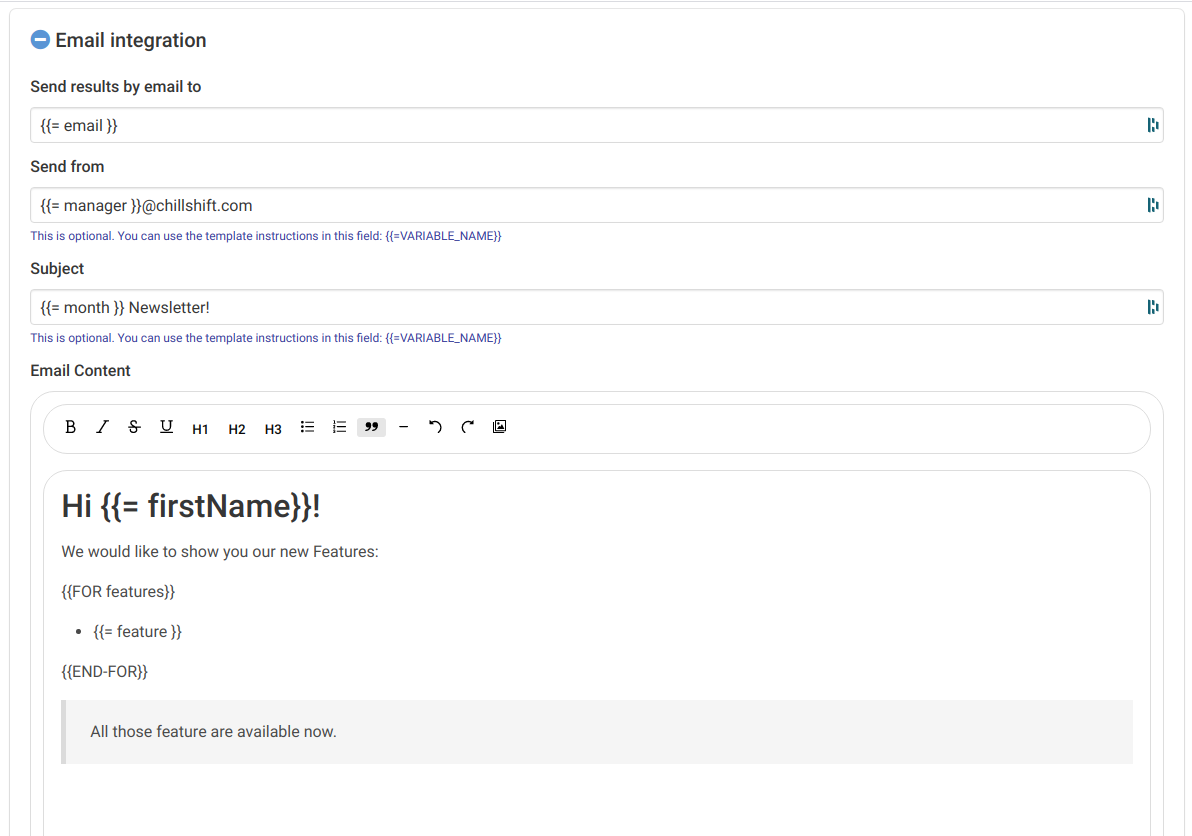 Email integration
Send results by email to
{{= email }}
Send from
{{= manager }}@chillshift.com
This is optional. You can use the template instructions in this field: {{=VARIABLE_NAME}}
Subject
{{= month }} Newsletter!
This is optional. You can use the template instructions in this field: {{=VARIABLE_NAME}}
Email Content
B I S U H1 H2 H3
Hi {{= firstName}}!
We would like to show you our new Features:
{{FOR features}}
• {{= feature }}
{{END-FOR}}
All those feature are available now.